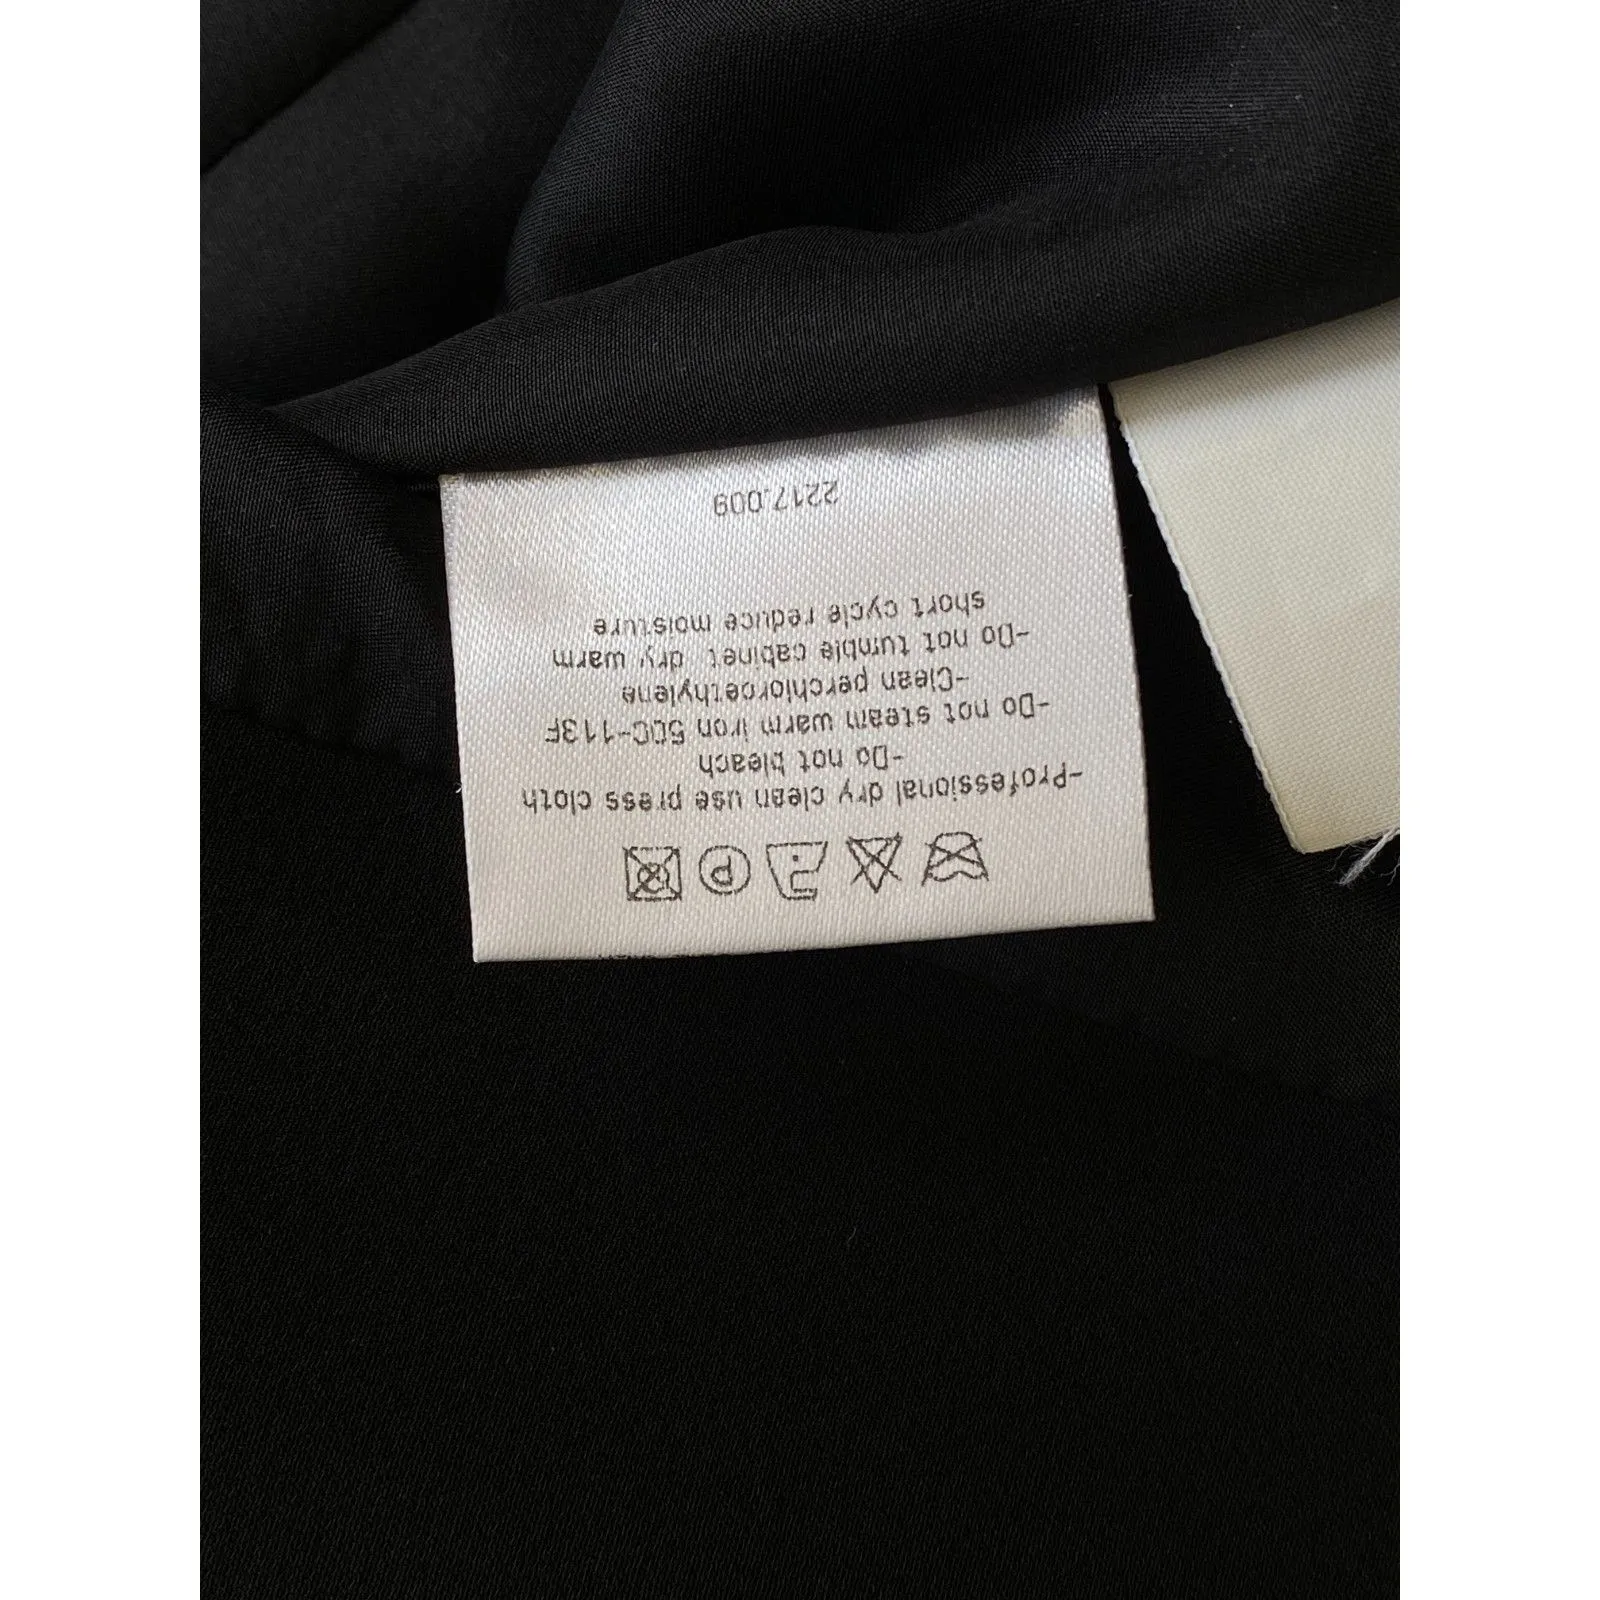 -Professional dry clean use press cloth
-Do not bleach
-Do not steam warm iron 50C-113F
-Clean perchloroethylene
-Do not tumble cabinet dry warm
short cycle reduce moisture
2217.009